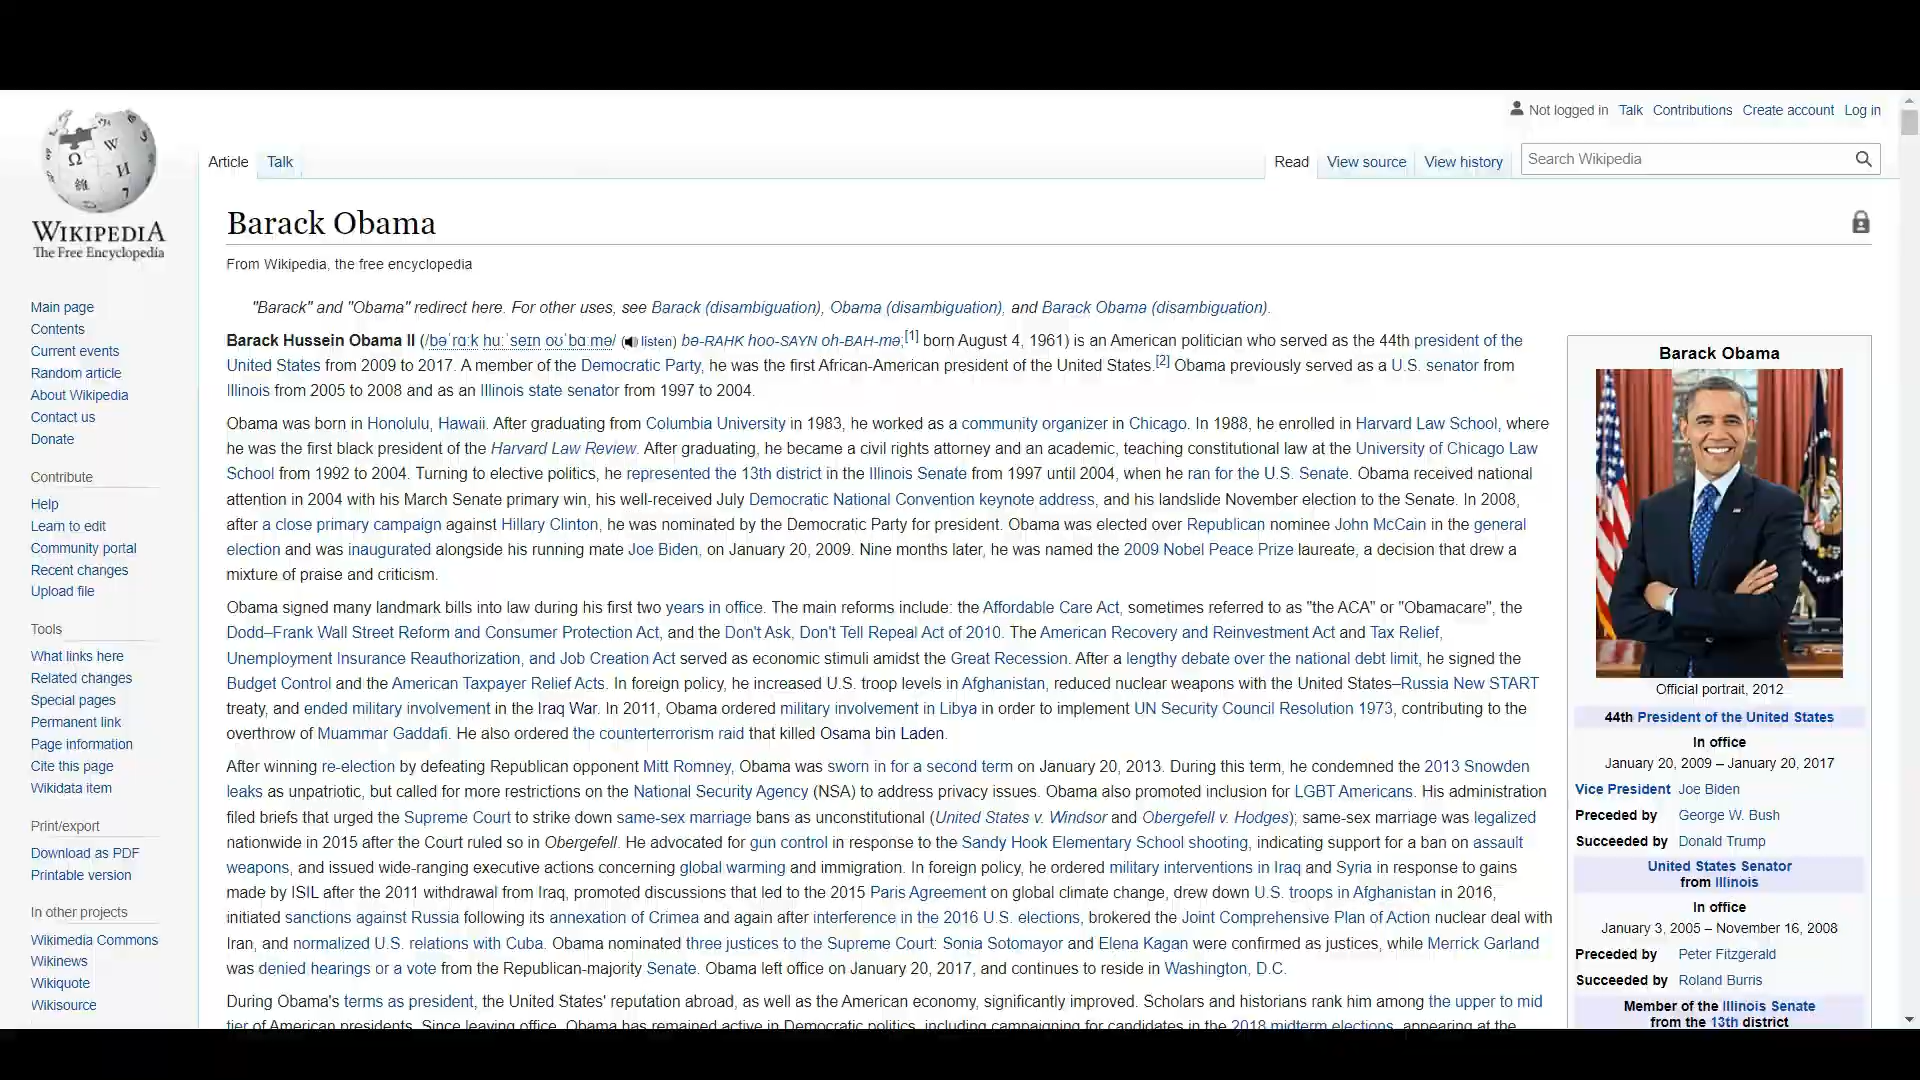 Not logged in Talk Contributions Create account Log in
Article Talk Read View source View history Search Wikipedia
WIKIPEDIA
The Free Encyclopedia
Main page
Contents
Current events
Random article
About Wikipedia
Contact us
Donate
Contribute
Help
Learn to edit
Community portal
Recent changes
Upload file
Tools
What links here
Related changes
Special pages
Permanent link
Page information
Cite this page
Wikidata item
Print/export
Download as PDF
Printable version
In other projects
Wikimedia Commons
Wikinews
Wikiquote
Wikisource
Barack Obama
From Wikipedia, the free encyclopedia
"Barack" and "Obama" redirect here. For other uses, see Barack (disambiguation), Obama (disambiguation), and Barack Obama (disambiguation).
Barack Hussein Obama II (/bəˈrɑːk huːˈseɪn oʊˈbɑːmə/ (listen) bə-RAHK hoo-SAYN oh-BAH-mə;[1] born August 4, 1961) is an American politician who served as the 44th president of the
United States from 2009 to 2017. A member of the Democratic Party, he was the first African-American president of the United States.[2] Obama previously served as a U.S. senator from
Illinois from 2005 to 2008 and as an Illinois state senator from 1997 to 2004.
Obama was born in Honolulu, Hawaii. After graduating from Columbia University in 1983, he worked as a community organizer in Chicago. In 1988, he enrolled in Harvard Law School, where
he was the first black president of the Harvard Law Review. After graduating, he became a civil rights attorney and an academic, teaching constitutional law at the University of Chicago Law
School from 1992 to 2004. Turning to elective politics, he represented the 13th district in the Illinois Senate from 1997 until 2004, when he ran for the U.S. Senate. Obama received national
attention in 2004 with his March Senate primary win, his well-received July Democratic National Convention keynote address, and his landslide November election to the Senate. In 2008,
after a close primary campaign against Hillary Clinton, he was nominated by the Democratic Party for president. Obama was elected over Republican nominee John McCain in the general
election and was inaugurated alongside his running mate Joe Biden, on January 20, 2009. Nine months later, he was named the 2009 Nobel Peace Prize laureate, a decision that drew a
mixture of praise and criticism.
Obama signed many landmark bills into law during his first two years in office. The main reforms include: the Affordable Care Act, sometimes referred to as "the ACA" or "Obamacare", the
Dodd–Frank Wall Street Reform and Consumer Protection Act, and the Don't Ask, Don't Tell Repeal Act of 2010. The American Recovery and Reinvestment Act and Tax Relief,
Unemployment Insurance Reauthorization, and Job Creation Act served as economic stimuli amidst the Great Recession. After a lengthy debate over the national debt limit, he signed the
Budget Control and the American Taxpayer Relief Acts. In foreign policy, he increased U.S. troop levels in Afghanistan, reduced nuclear weapons with the United States–Russia New START
treaty, and ended military involvement in the Iraq War. In 2011, Obama ordered military involvement in Libya in order to implement UN Security Council Resolution 1973, contributing to the
overthrow of Muammar Gaddafi. He also ordered the counterterrorism raid that killed Osama bin Laden.
After winning re-election by defeating Republican opponent Mitt Romney, Obama was sworn in for a second term on January 20, 2013. During this term, he condemned the 2013 Snowden
leaks as unpatriotic, but called for more restrictions on the National Security Agency (NSA) to address privacy issues. Obama also promoted inclusion for LGBT Americans. His administration
filed briefs that urged the Supreme Court to strike down same-sex marriage bans as unconstitutional (United States v. Windsor and Obergefell v. Hodges); same-sex marriage was legalized
nationwide in 2015 after the Court ruled so in Obergefell. He advocated for gun control in response to the Sandy Hook Elementary School shooting, indicating support for a ban on assault
weapons, and issued wide-ranging executive actions concerning global warming and immigration. In foreign policy, he ordered military interventions in Iraq and Syria in response to gains
made by ISIL after the 2011 withdrawal from Iraq, promoted discussions that led to the 2015 Paris Agreement on global climate change, drew down U.S. troops in Afghanistan in 2016,
initiated sanctions against Russia following its annexation of Crimea and again after interference in the 2016 U.S. elections, brokered the Joint Comprehensive Plan of Action nuclear deal with
Iran, and normalized U.S. relations with Cuba. Obama nominated three justices to the Supreme Court: Sonia Sotomayor and Elena Kagan were confirmed as justices, while Merrick Garland
was denied hearings or a vote from the Republican-majority Senate. Obama left office on January 20, 2017, and continues to reside in Washington, D.C.
During Obama's terms as president, the United States' reputation abroad, as well as the American economy, significantly improved. Scholars and historians rank him among the upper to mid
tier of American presidents. Since leaving office, Obama has remained active in Democratic politics, including campaigning for candidates in the 2018 midterm elections, appearing at the
Barack Obama
Official portrait, 2012
44th President of the United States
In office
January 20, 2009 – January 20, 2017
Vice President Joe Biden
Preceded by George W. Bush
Succeeded by Donald Trump
United States Senator
from Illinois
In office
January 3, 2005 – November 16, 2008
Preceded by Peter Fitzgerald
Succeeded by Roland Burris
Member of the Illinois Senate
from the 13th district